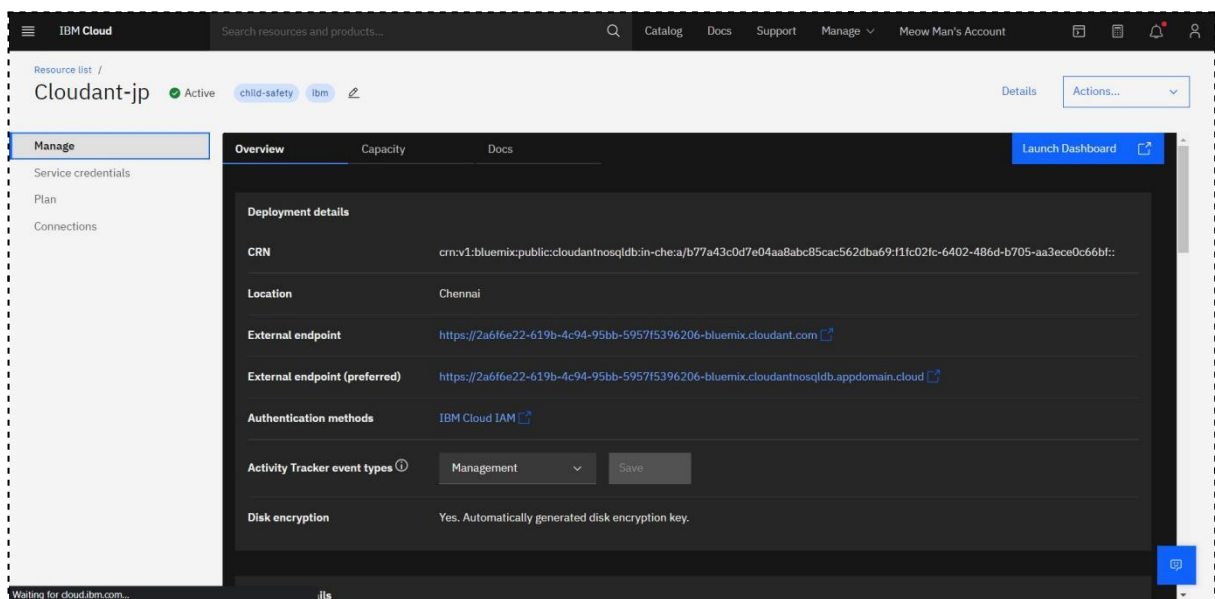 IBM Cloud Search resources and products... Catalog Docs Support Manage Meow Man's Account
Resource list /
Cloudant-jp Active child-safety ibm Details Actions...
Manage
Service credentials
Plan
Connections
Overview Capacity Docs Launch Dashboard
Deployment details
CRN crn:v1:bluemix:public:cloudantnosqldb:in-che:a/b77a43c0d7e04aa8abc85cac562dba69:f1fc02fc-6402-486d-b705-aa3ece0c66bf::
Location Chennai
External endpoint https://2a6f6e22-619b-4c94-95bb-5957f5396206-bluemix.cloudant.com
External endpoint (preferred) https://2a6f6e22-619b-4c94-95bb-5957f5396206-bluemix.cloudantnosqldb.appdomain.cloud
Authentication methods IBM Cloud IAM
Activity Tracker event types Management Save
Disk encryption Yes. Automatically generated disk encryption key.
Waiting for cloud.ibm.com... ils